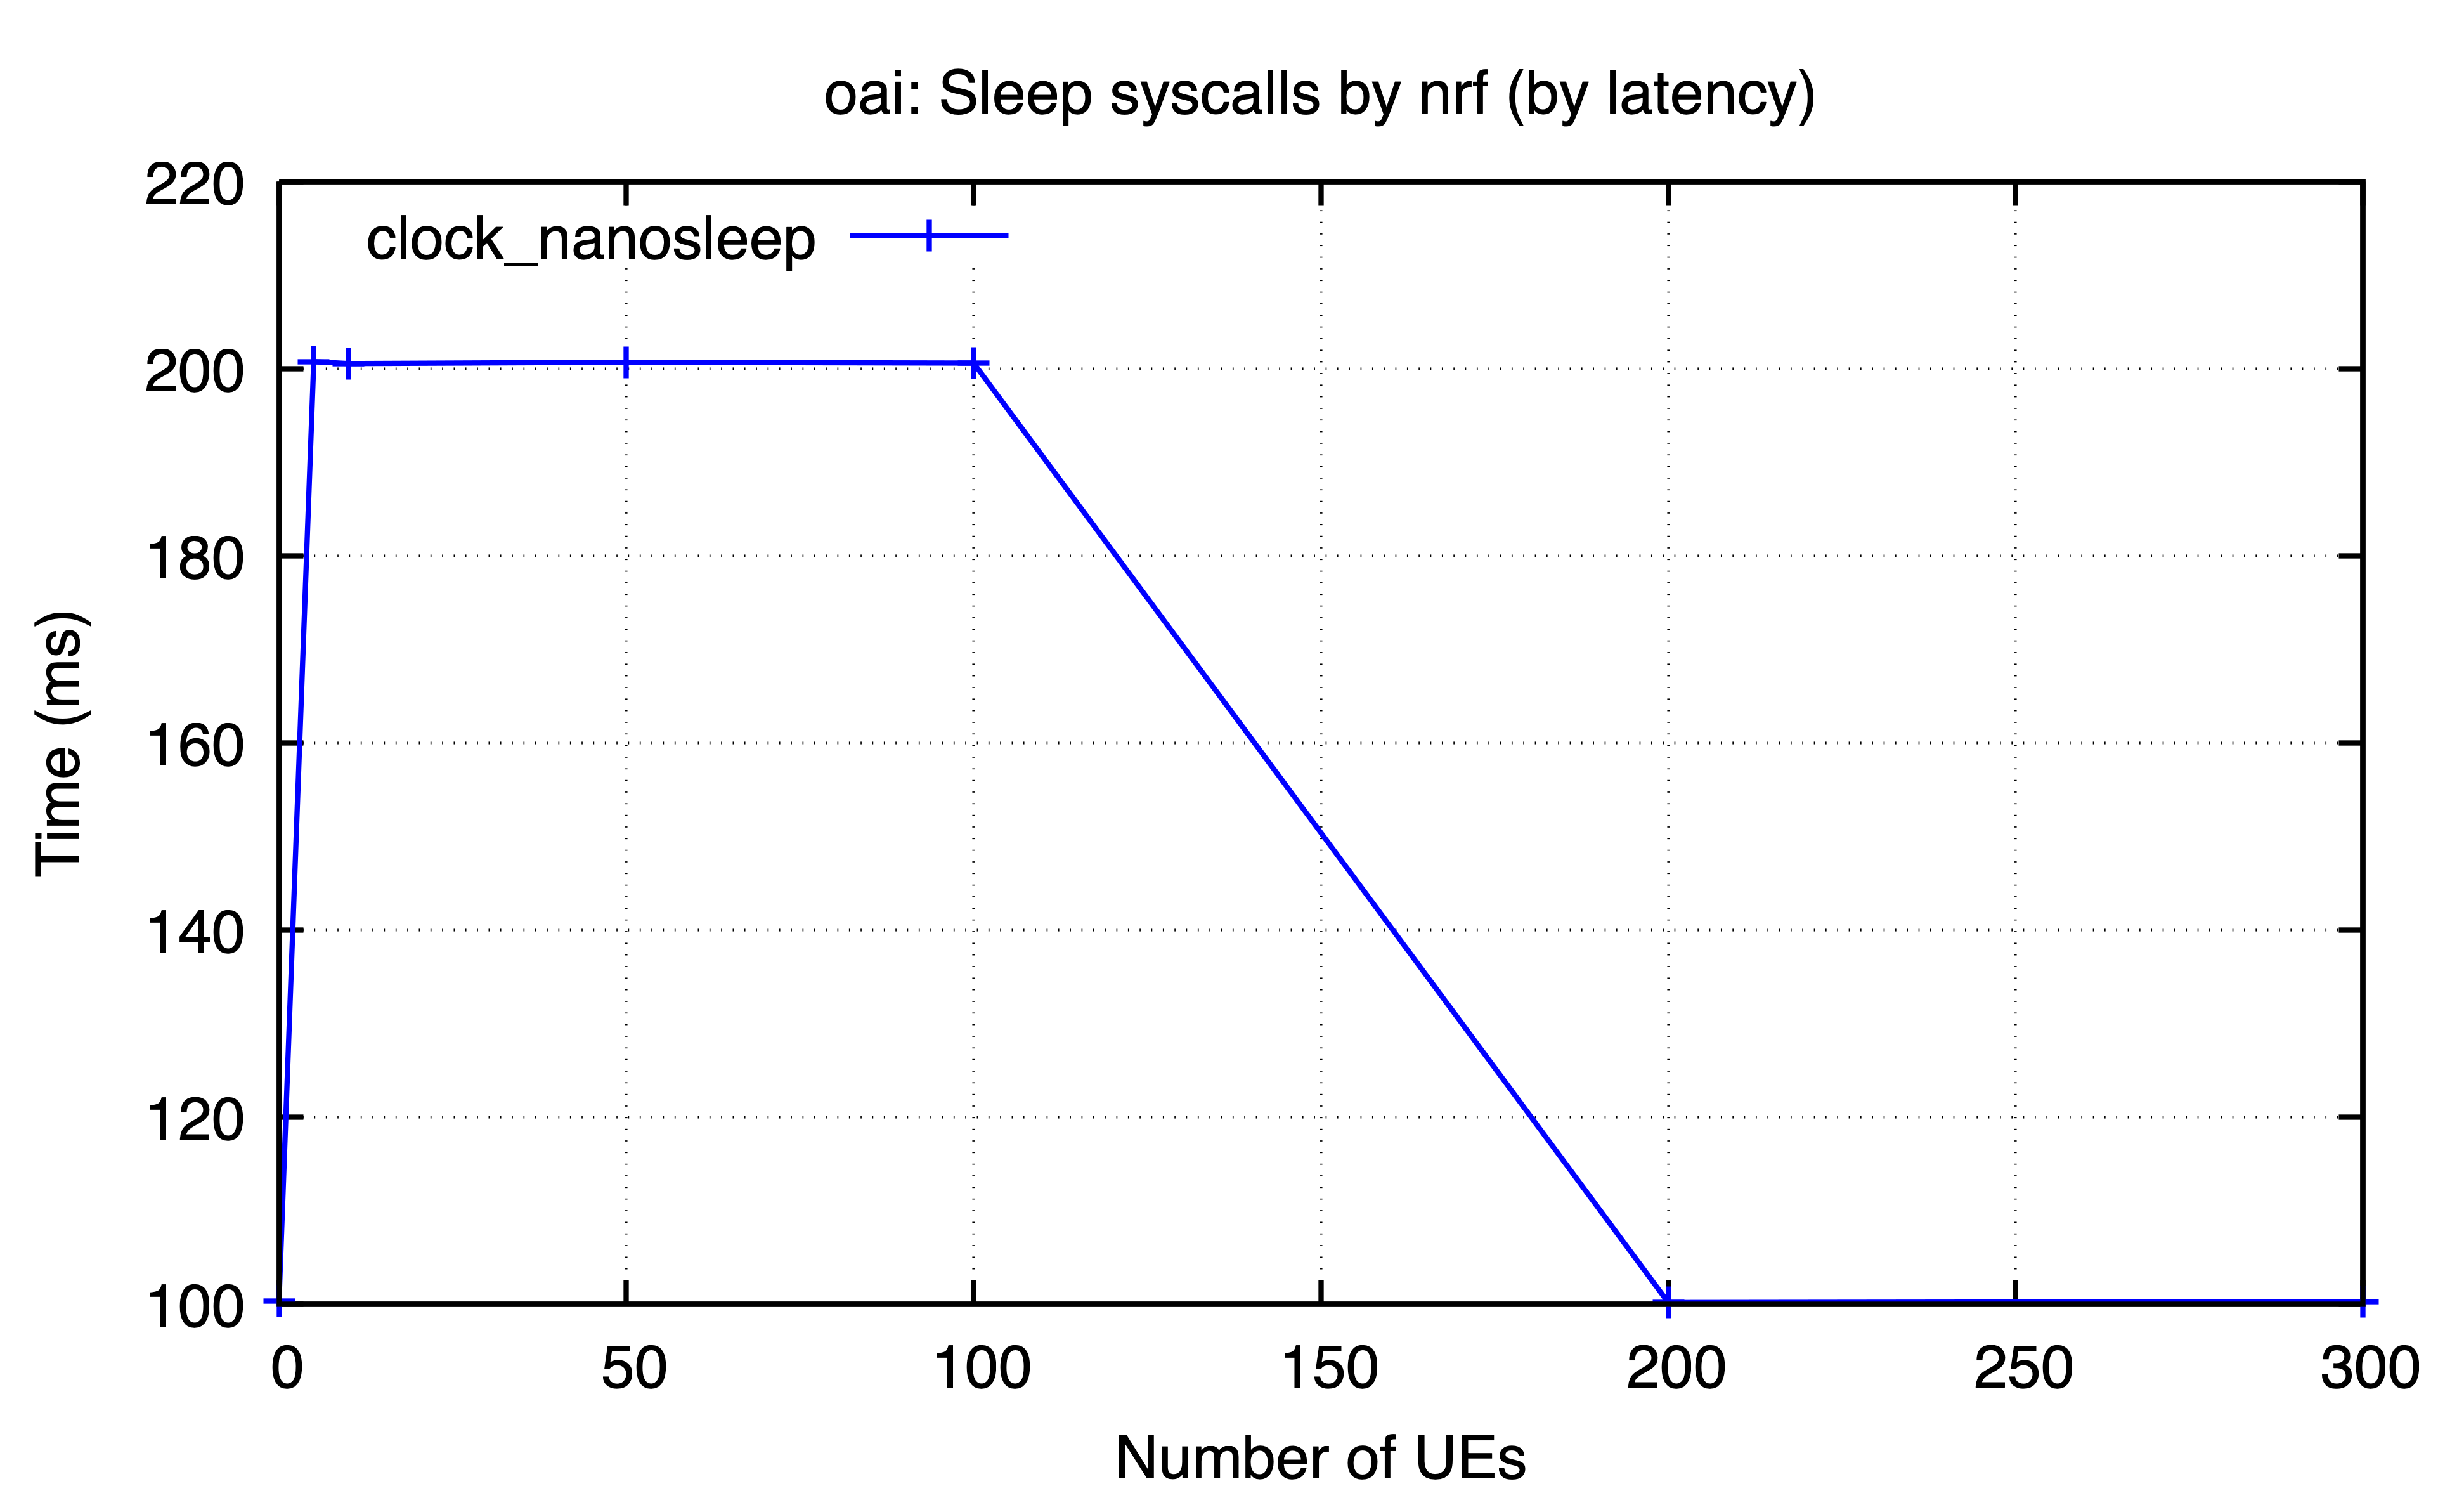 oai: Sleep syscalls by nrf (by latency)
220
clock_nanosleep
200
180
160
140
120
100
Time (ms)
0 50 100 150 200 250 300
Number of UEs